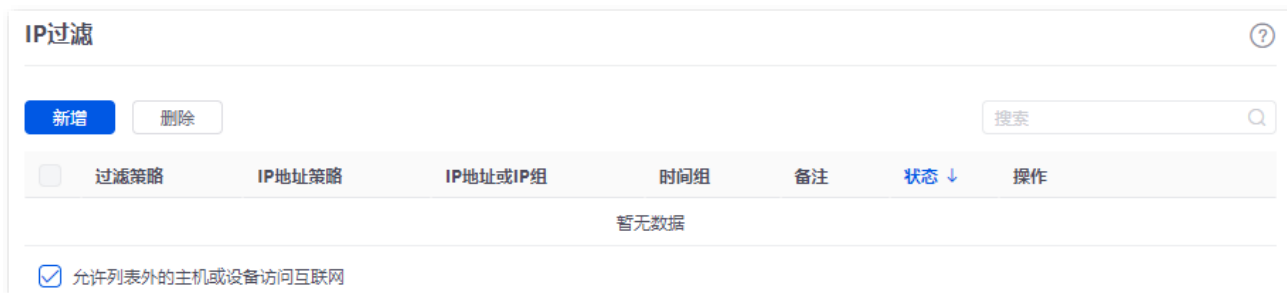 IP过滤
新增 删除 搜索
过滤策略 IP地址策略 IP地址或IP组 时间组 备注 状态↓ 操作
暂无数据
允许列表外的主机或设备访问互联网